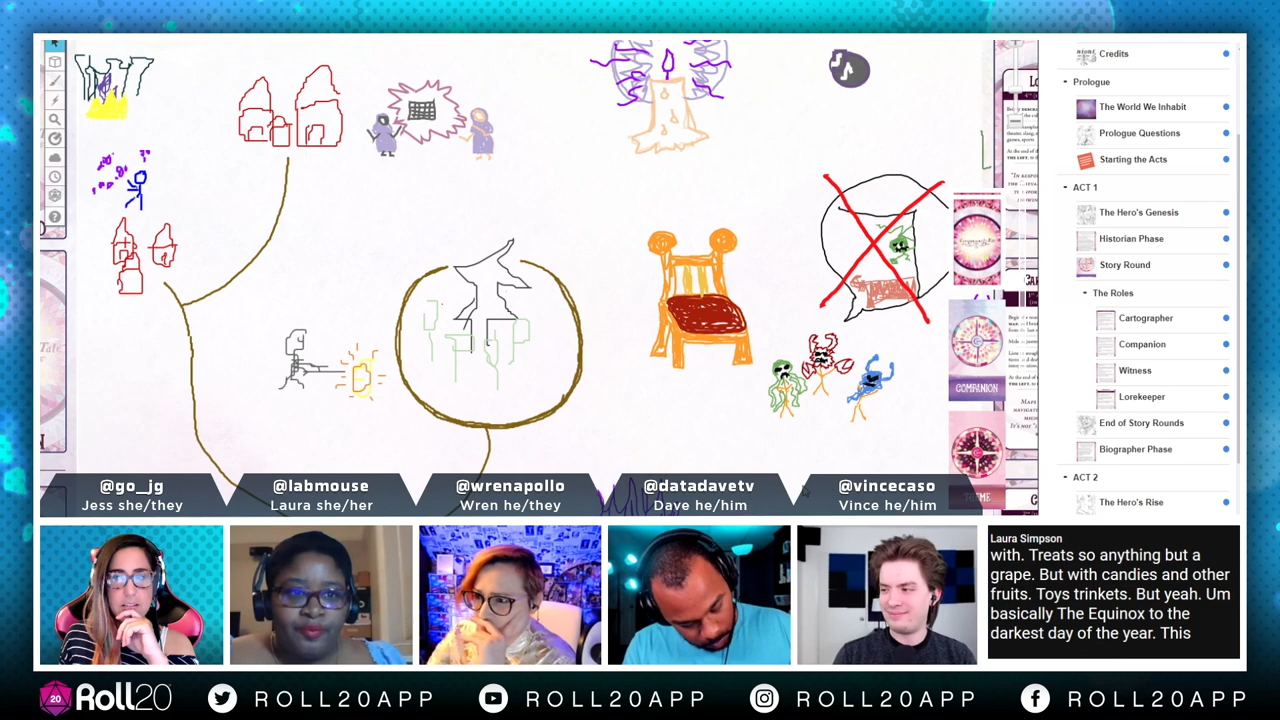 Credits
Prologue
The World We Inhabit
Prologue Questions
Starting the Acts
ACT 1
The Hero's Genesis
Historian Phase
Story Round
The Roles
Cartographer
Companion
Witness
Lorekeeper
End of Story Rounds
Biographer Phase
ACT 2
The Hero's Rise
COMPANION
@go_jg
Jess she/they
@labmouse
Laura she/her
@wrenapollo
Wren he/they
@datadavetv
Dave he/him
@vincecaso
Vince he/him
Laura Simpson
with. Treats so anything but a
grape. But with candies and other
fruits. Toys trinkets. But yeah. Um
basically The Equinox to the
darkest day of the year. This
20 Roll20
ROLL20APP
ROLL20APP
ROLL20APP
ROLL20APP